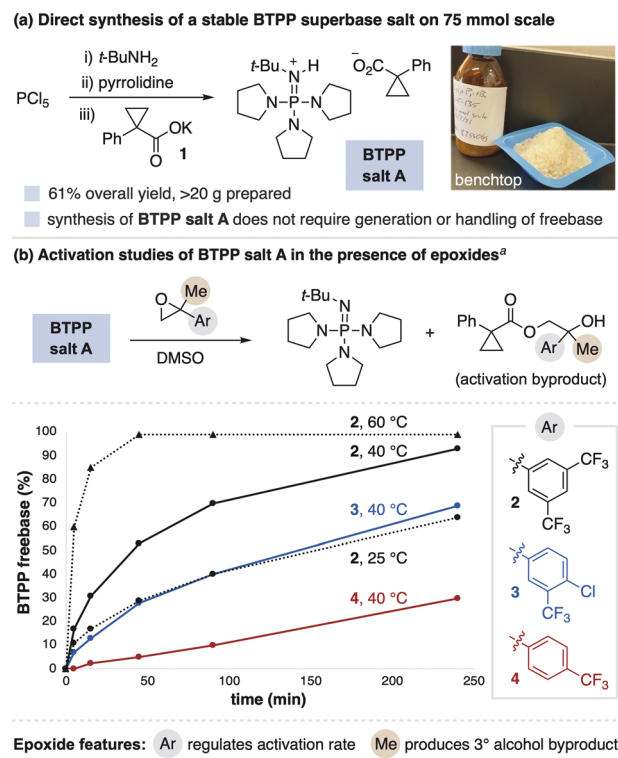 (a) Direct synthesis of a stable BTPP superbase salt on 75 mmol scale
PCl5
i) t-BuNH2
ii) pyrrolidine
iii)
Ph
OK
O
1
t-Bu
+
N
H
N
P
N
N
−
O2C
Ph
BTPP
salt A
benchtop
61% overall yield, >20 g prepared
synthesis of BTPP salt A does not require generation or handling of freebase
(b) Activation studies of BTPP salt A in the presence of epoxidesa
BTPP
salt A
O
Me
Ar
DMSO
t-Bu
N
N
P
N
N
+
Ph
O
O
OH
Ar
Me
(activation byproduct)
BTPP freebase (%)
100
90
80
70
60
50
40
30
20
10
0
0
50
100
150
200
250
time (min)
2, 60 °C
2, 40 °C
3, 40 °C
2, 25 °C
4, 40 °C
Ar
CF3
2
CF3
3
Cl
CF3
4
CF3
Epoxide features: Ar regulates activation rate Me produces 3° alcohol byproduct